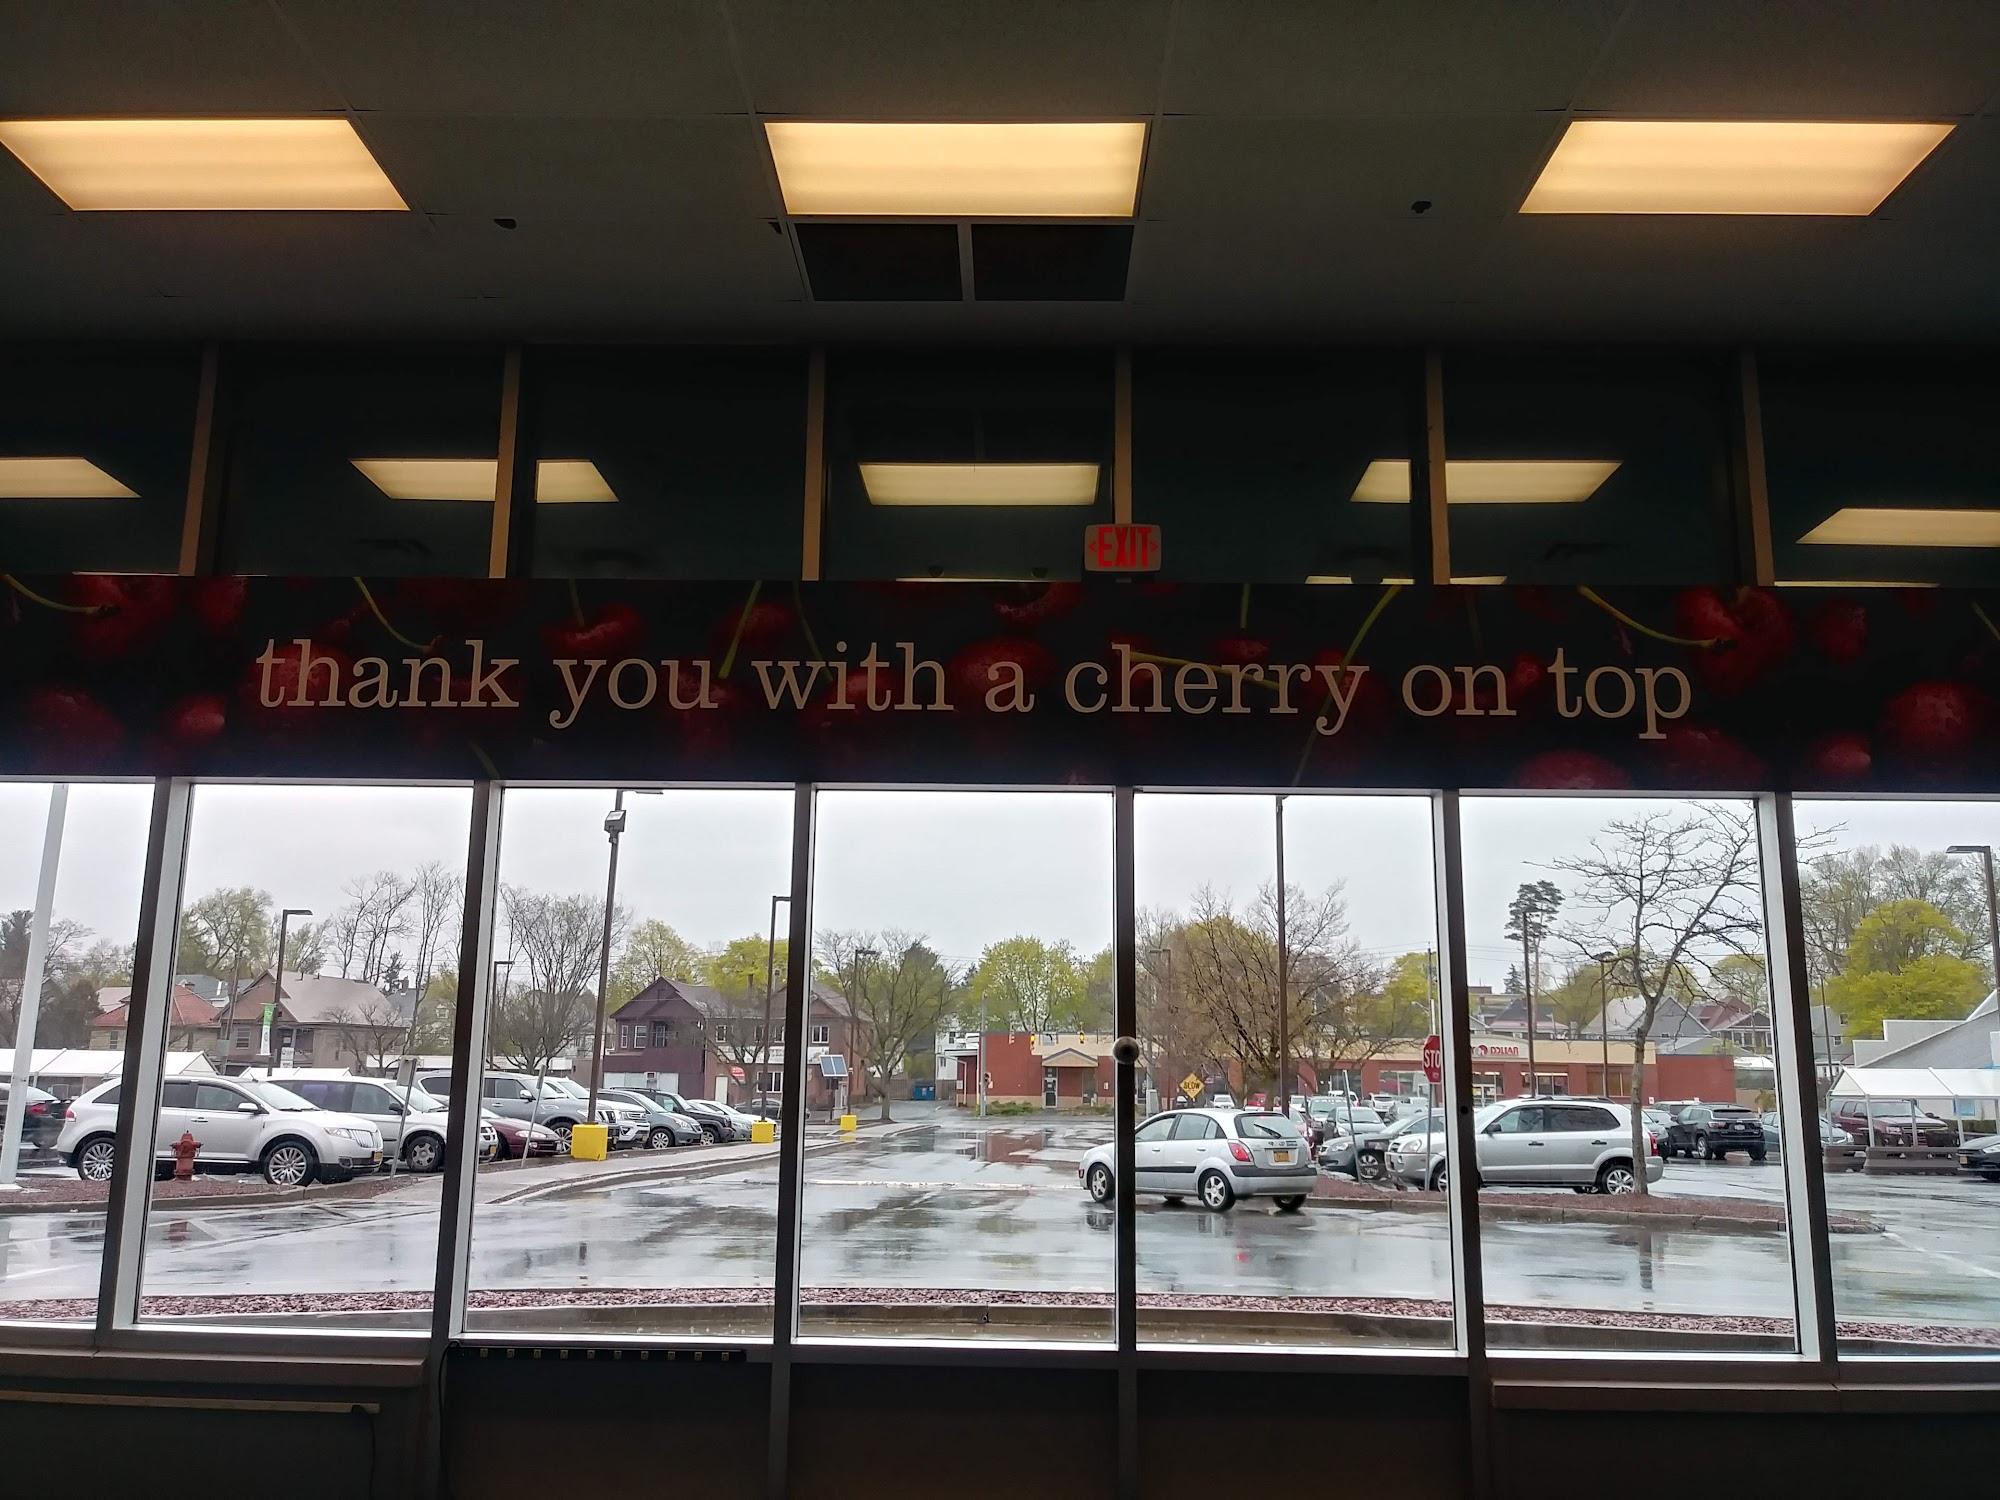 EXIT
thank you with a cherry on top
STOP
SLOW